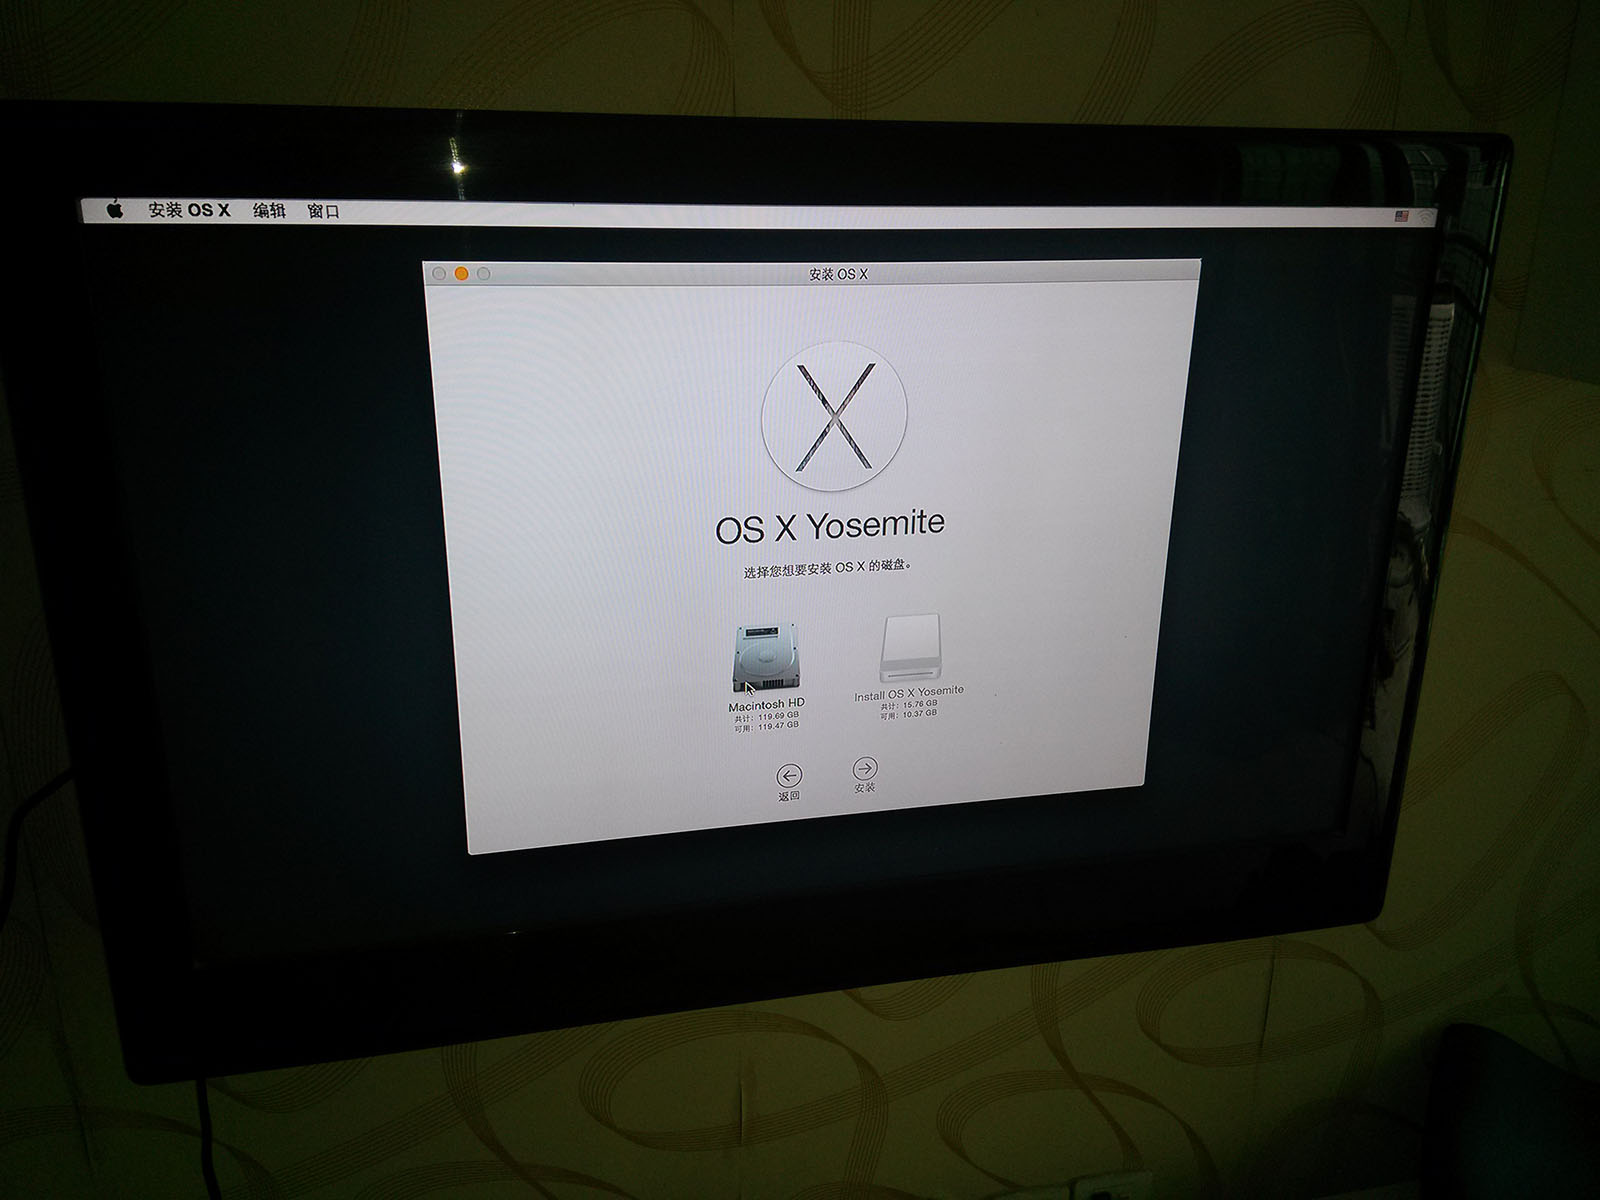 安装 OS X 编辑 窗口
安装 OS X
OS X Yosemite
选择您想要安装 OS X 的磁盘。
Macintosh HD
共计：119.69 GB
可用：119.47 GB
Install OS X Yosemite
共计：15.76 GB
可用：10.37 GB
返回
安装